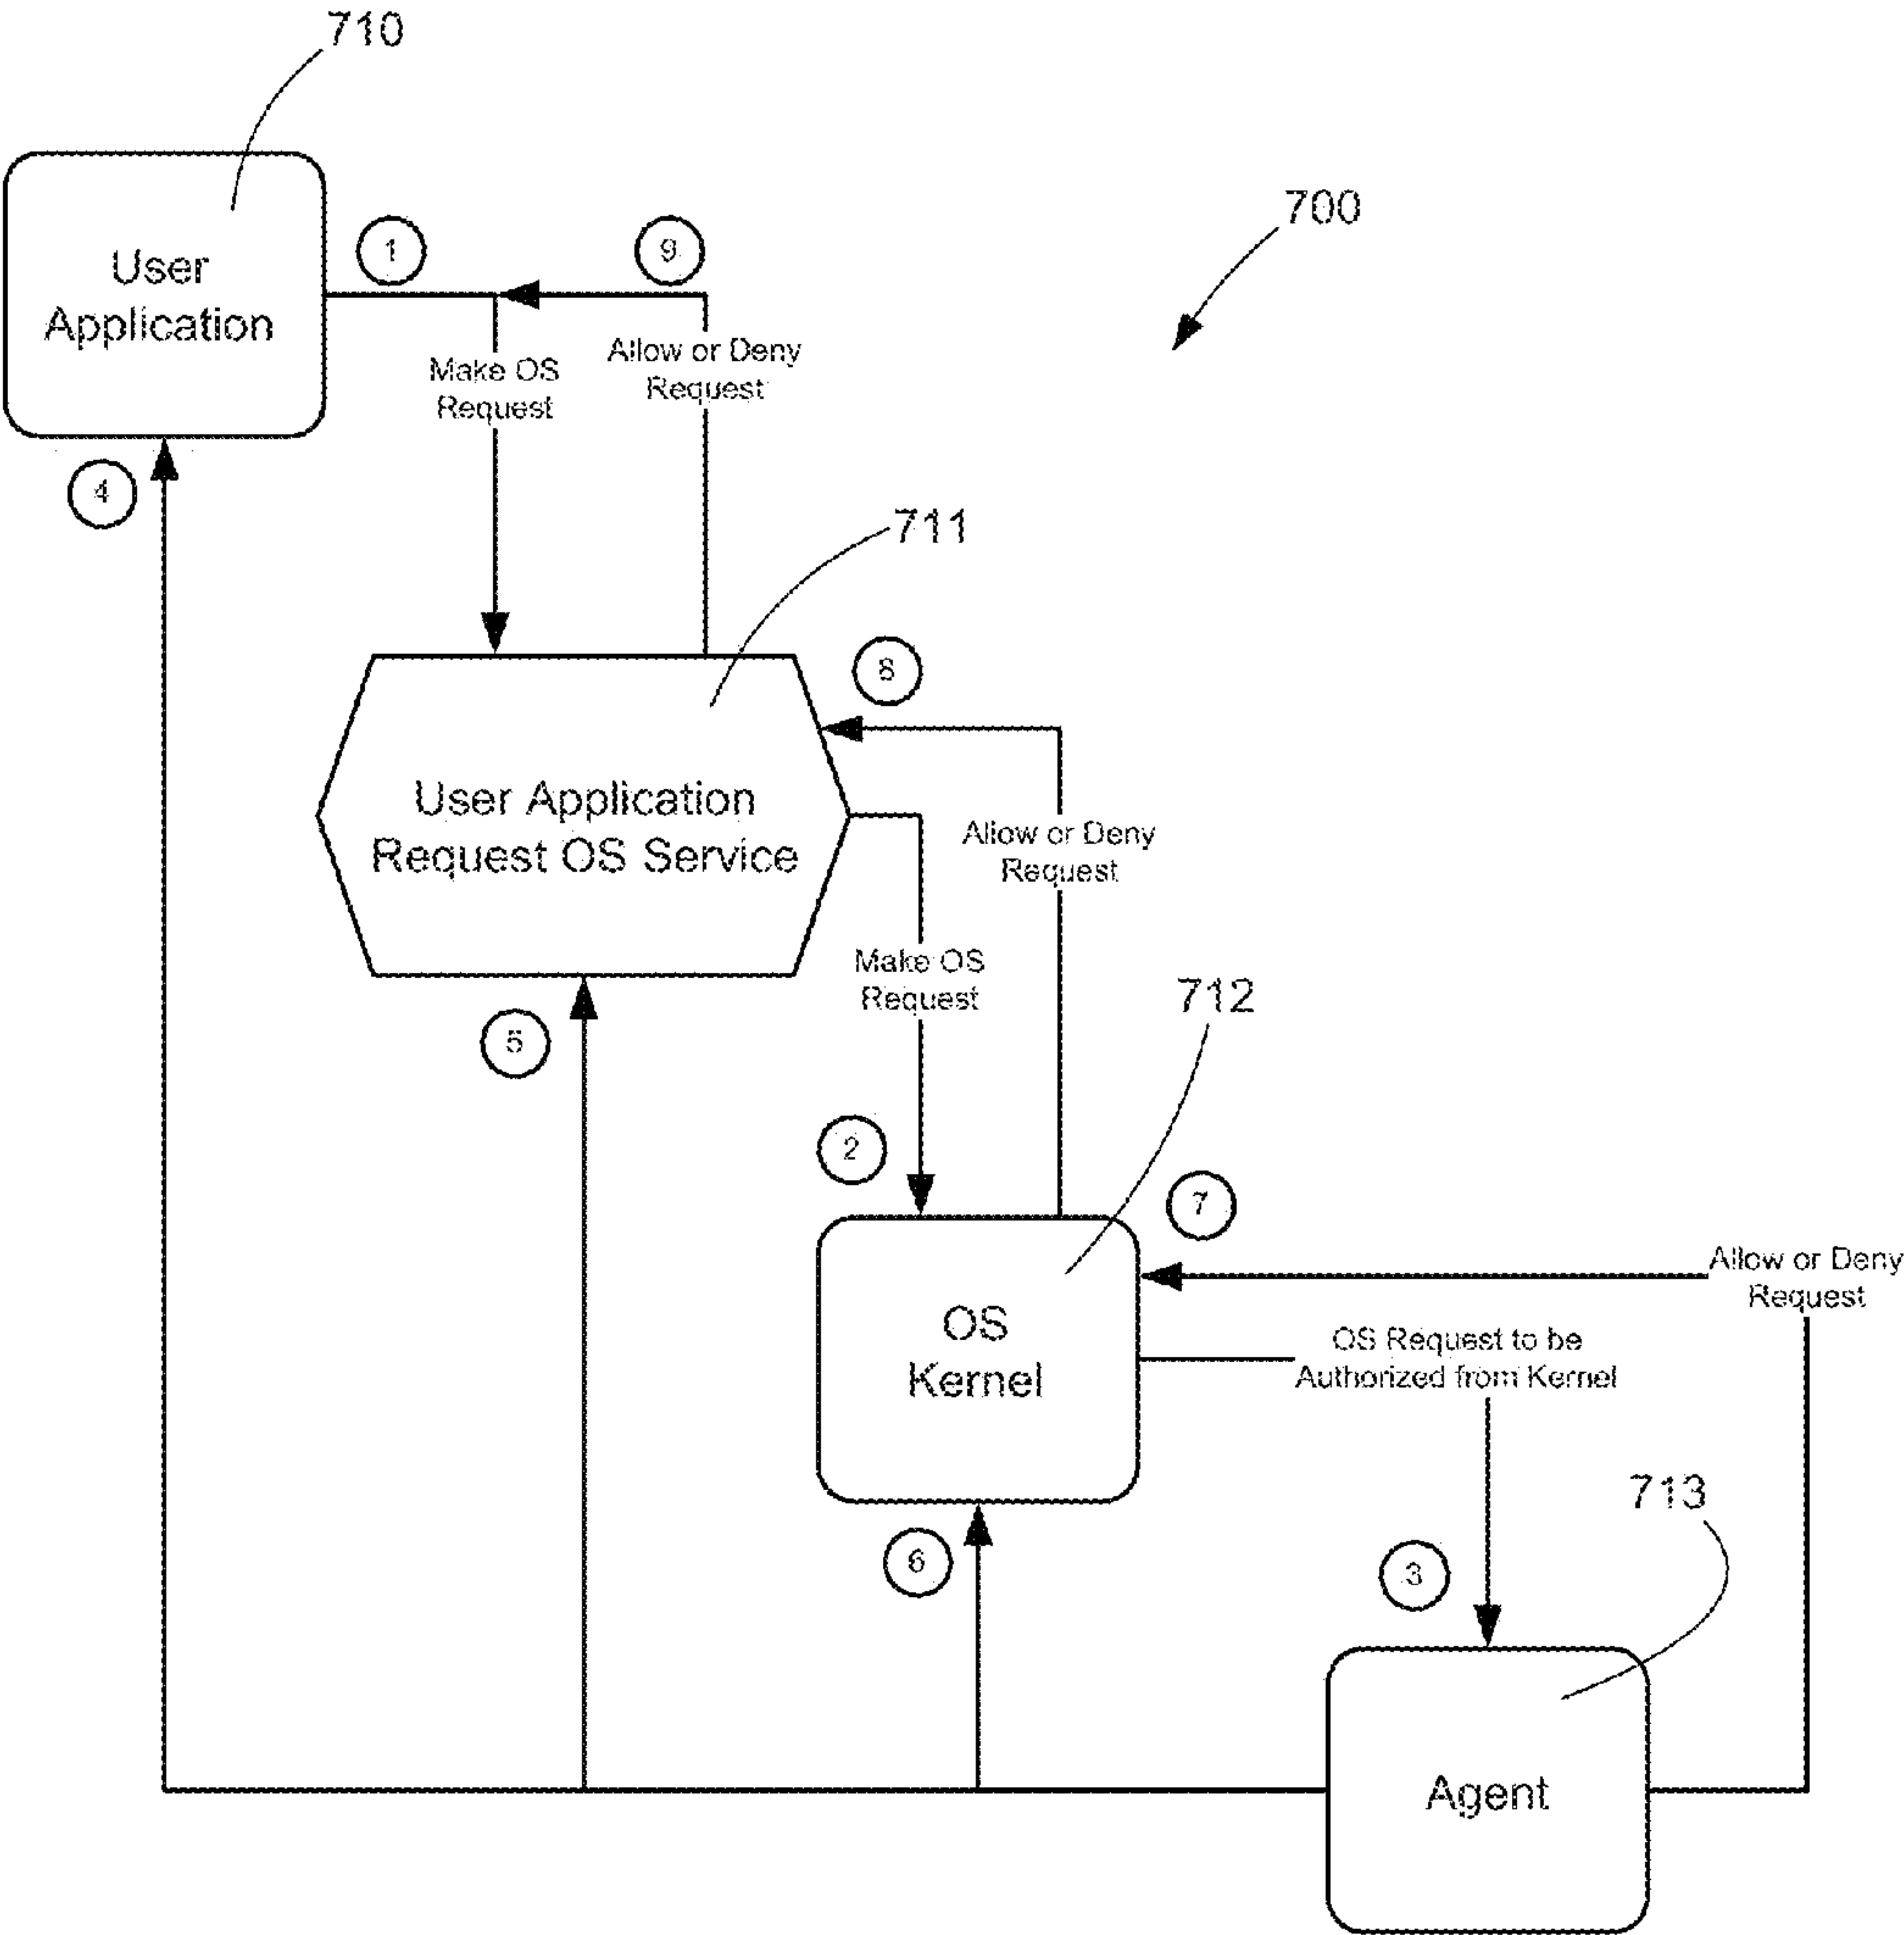 710
700
User
Application
1
9
Make OS
Request
Allow or Deny
Request
4
711
8
User Application
Request OS Service
Allow or Deny
Request
Make OS
Request
5
712
2
7
Allow or Deny
Request
OS
Kernel
OS Request to be
Authorized from Kernel
713
6
3
Agent